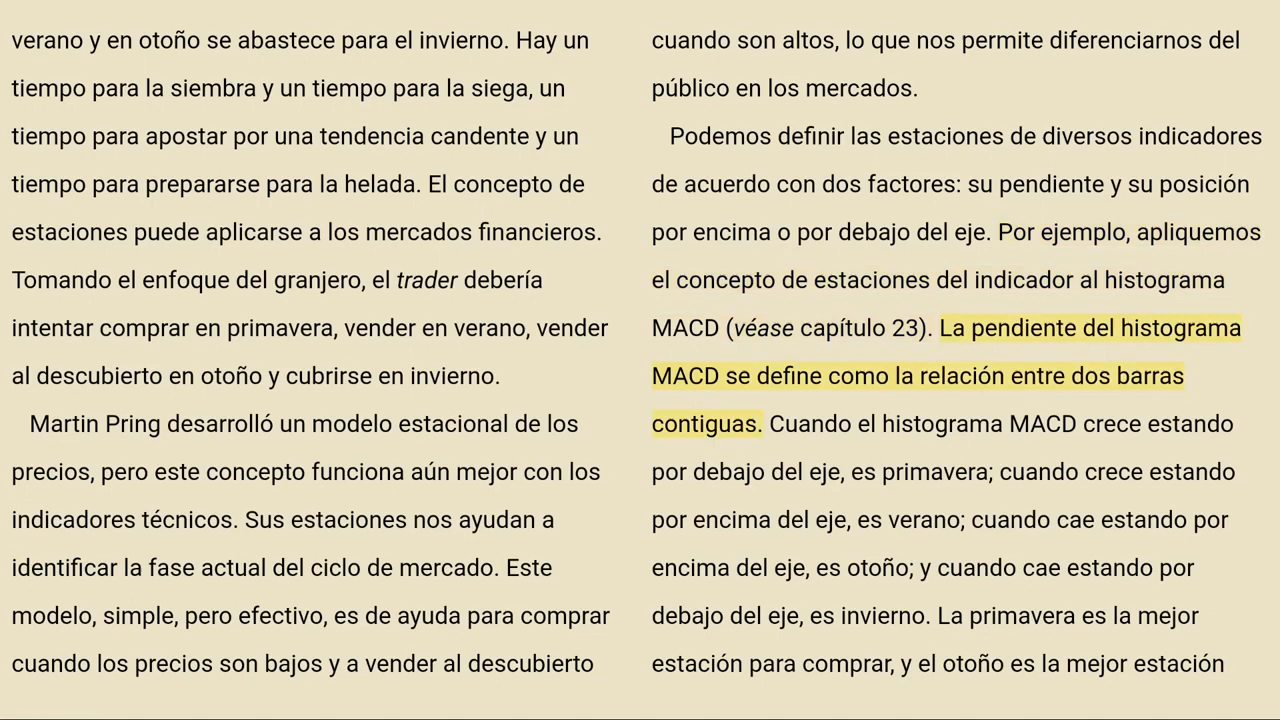 verano y en otoño se abastece para el invierno. Hay un
tiempo para la siembra y un tiempo para la siega, un
tiempo para apostar por una tendencia candente y un
tiempo para prepararse para la helada. El concepto de
estaciones puede aplicarse a los mercados financieros.
Tomando el enfoque del granjero, el trader debería
intentar comprar en primavera, vender en verano, vender
al descubierto en otoño y cubrirse en invierno.
Martin Pring desarrolló un modelo estacional de los
precios, pero este concepto funciona aún mejor con los
indicadores técnicos. Sus estaciones nos ayudan a
identificar la fase actual del ciclo de mercado. Este
modelo, simple, pero efectivo, es de ayuda para comprar
cuando los precios son bajos y a vender al descubierto
cuando son altos, lo que nos permite diferenciarnos del
público en los mercados.
Podemos definir las estaciones de diversos indicadores
de acuerdo con dos factores: su pendiente y su posición
por encima o por debajo del eje. Por ejemplo, apliquemos
el concepto de estaciones del indicador al histograma
MACD (véase capítulo 23). La pendiente del histograma
MACD se define como la relación entre dos barras
contiguas. Cuando el histograma MACD crece estando
por debajo del eje, es primavera; cuando crece estando
por encima del eje, es verano; cuando cae estando por
encima del eje, es otoño; y cuando cae estando por
debajo del eje, es invierno. La primavera es la mejor
estación para comprar, y el otoño es la mejor estación